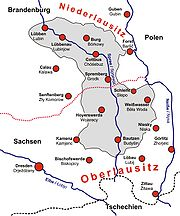 Brandenburg
Niederlausitz
Guben
Gubin
Lübben
Lubin
Burg
Bórkowy
Polen
Lübbenau
Lubnjow
Forst
Baršć
Cottbus
Chóśebuz
Calau
Kalawa
Spremberg
Grodk
Schleife
Slepo
Senftenberg
Zły Komorow
Weißwasser
Běła Woda
Hoyerswerda
Wojerecy
Niesky
Niska
Görlitz
Zhorjelc
Sachsen
Kamenz
Kamjenc
Bautzen
Budyšin
Bischofswerda
Biskopicy
Löbau
Lubij
Dresden
Drježdźany
Oberlausitz
Elbe / Łobjo
Zittau
Žitawa
Tschechien